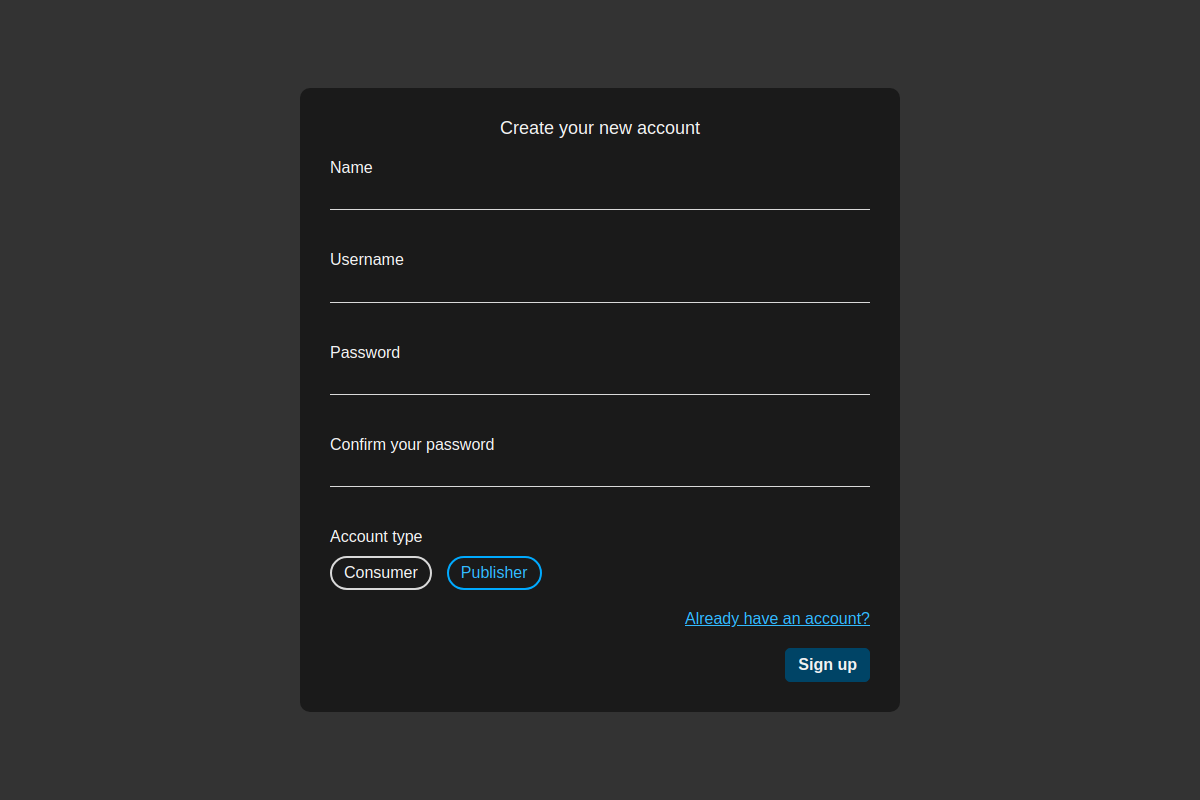 Create your new account
Name
Username
Password
Confirm your password
Account type
Consumer Publisher
Already have an account?
Sign up